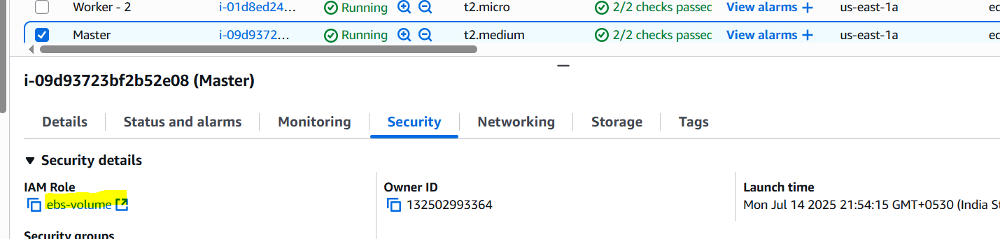 Worker - 2 i-01d8ed24… Running t2.micro 2/2 checks passed View alarms + us-east-1a ec
Master i-09d9372… Running t2.medium 2/2 checks passed View alarms + us-east-1a ec
i-09d93723bf2b52e08 (Master)
Details Status and alarms Monitoring Security Networking Storage Tags
Security details
IAM Role Owner ID Launch time
ebs-volume 132502993364 Mon Jul 14 2025 21:54:15 GMT+0530 (India St
Security groups